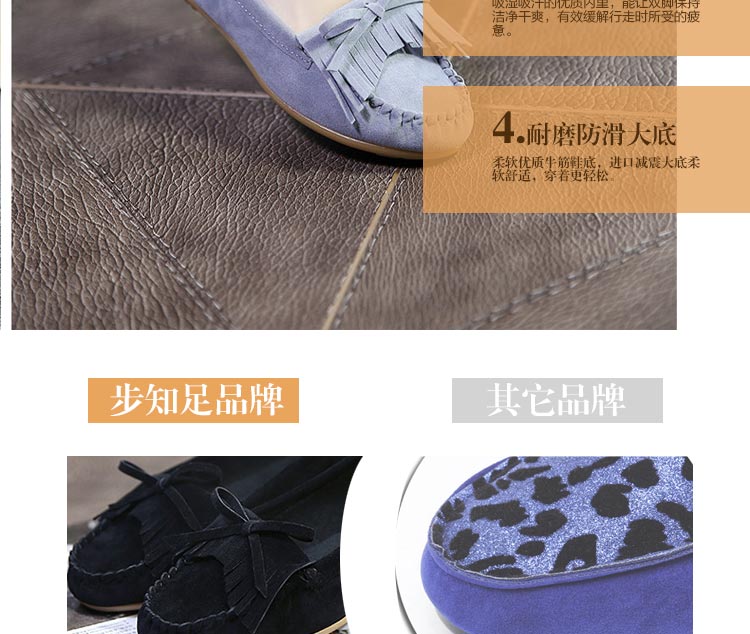 吸湿吸汗的优质内里，能让双脚保持
洁净干爽，有效缓解行走时所受的疲
惫。
4.耐磨防滑大底
柔软优质牛筋鞋底，进口减震大底柔
软舒适，穿着更轻松。
步知足品牌
其它品牌